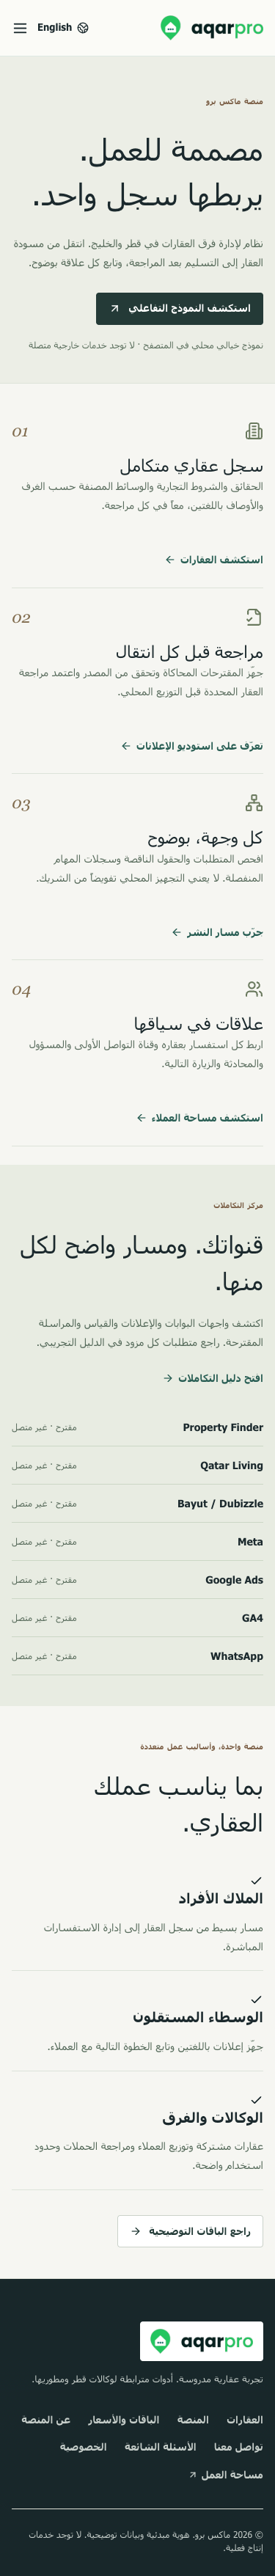 English
aqarpro
منصة ماكس برو
مصممة للعمل.
يربطها سجل واحد.
نظام لإدارة فرق العقارات في قطر والخليج. انتقل من مسودة
العقار إلى التسليم بعد المراجعة، وتابع كل علاقة بوضوح.
استكشف النموذج التفاعلي
نموذج خيالي محلي في المتصفح · لا توجد خدمات خارجية متصلة
01
سجل عقاري متكامل
الحقائق والشروط التجارية والوسائط المصنفة حسب الغرف
والأوصاف باللغتين، معاً في كل مراجعة.
استكشف العقارات
02
مراجعة قبل كل انتقال
جهّز المقترحات المحاكاة وتحقق من المصدر واعتمد مراجعة
العقار المحددة قبل التوزيع المحلي.
تعرّف على استوديو الإعلانات
03
كل وجهة، بوضوح
افحص المتطلبات والحقول الناقصة وسجلات المهام
المنفصلة. لا يعني التجهيز المحلي تفويضاً من الشريك.
جرّب مسار النشر
04
علاقات في سياقها
اربط كل استفسار بعقاره وقناة التواصل الأولى والمسؤول
والمحادثة والزيارة التالية.
استكشف مساحة العملاء
مركز التكاملات
قنواتك. ومسار واضح لكل
منها.
اكتشف واجهات البوابات والإعلانات والقياس والمراسلة
المقترحة. راجع متطلبات كل مزود في الدليل التجريبي.
افتح دليل التكاملات
Property Finder
مقترح · غير متصل
Qatar Living
مقترح · غير متصل
Bayut / Dubizzle
مقترح · غير متصل
Meta
مقترح · غير متصل
Google Ads
مقترح · غير متصل
GA4
مقترح · غير متصل
WhatsApp
مقترح · غير متصل
منصة واحدة، وأساليب عمل متعددة
بما يناسب عملك
العقاري.
الملاك الأفراد
مسار بسيط من سجل العقار إلى إدارة الاستفسارات
المباشرة.
الوسطاء المستقلون
جهّز إعلانات باللغتين وتابع الخطوة التالية مع العملاء.
الوكالات والفرق
عقارات مشتركة وتوزيع العملاء ومراجعة الحملات وحدود
استخدام واضحة.
راجع الباقات التوضيحية
aqarpro
تجربة عقارية مدروسة. أدوات مترابطة لوكالات قطر ومطوريها.
العقارات المنصة الباقات والأسعار عن المنصة
تواصل معنا الأسئلة الشائعة الخصوصية
مساحة العمل
© 2026 ماكس برو. هوية مبدئية وبيانات توضيحية. لا توجد خدمات
إنتاج فعلية.